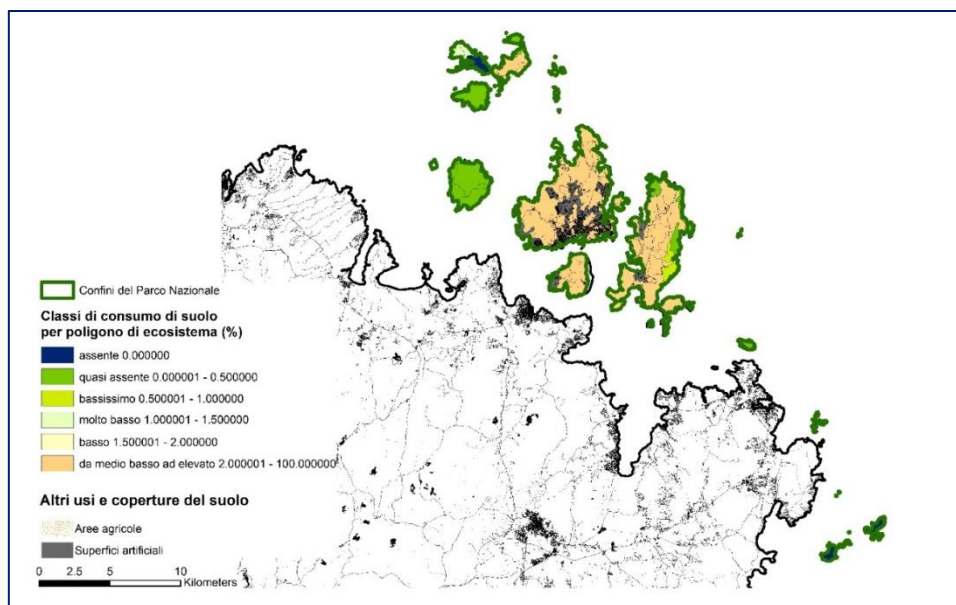 Confini del Parco Nazionale
Classi di consumo di suolo
per poligono di ecosistema (%)
assente 0.000000
quasi assente 0.000001 - 0.500000
bassissimo 0.500001 - 1.000000
molto basso 1.000001 - 1.500000
basso 1.500001 - 2.000000
da medio basso ad elevato 2.000001 - 100.000000
Altri usi e coperture del suolo
Aree agricole
Superfici artificiali
0 2.5 5 10
Kilometers